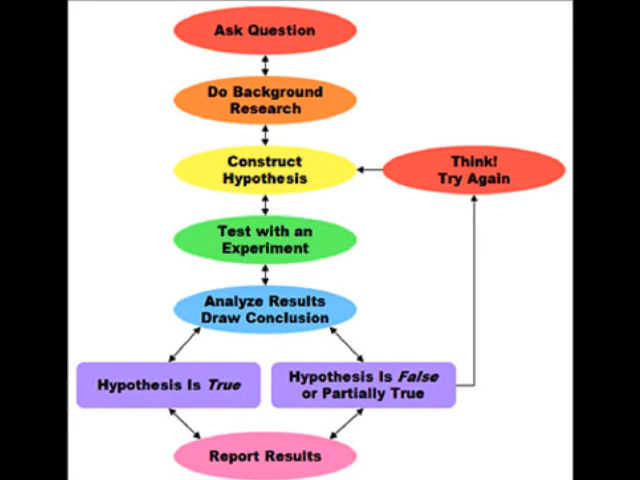 Ask Question
Do Background
Research
Construct
Hypothesis
Think!
Try Again
Test with an
Experiment
Analyze Results
Draw Conclusion
Hypothesis Is True
Hypothesis Is False
or Partially True
Report Results